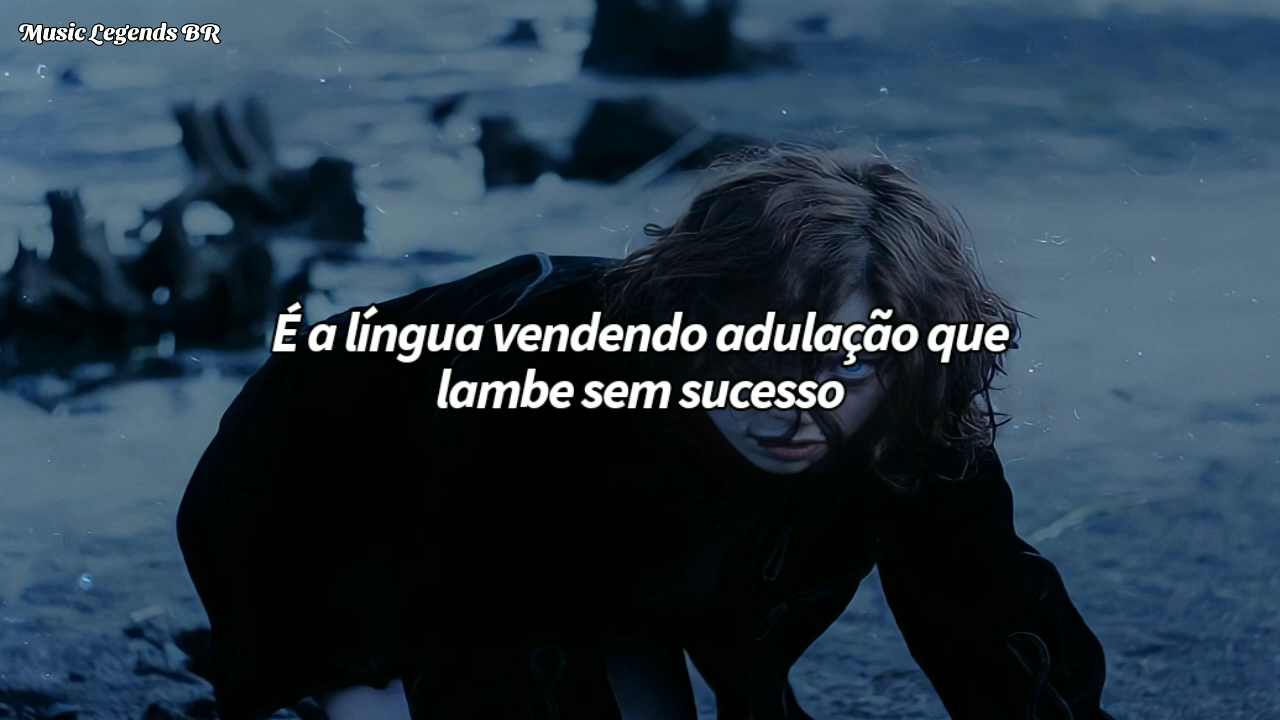 Music Legends BR
É a língua vendendo adulação que
lambe sem sucesso